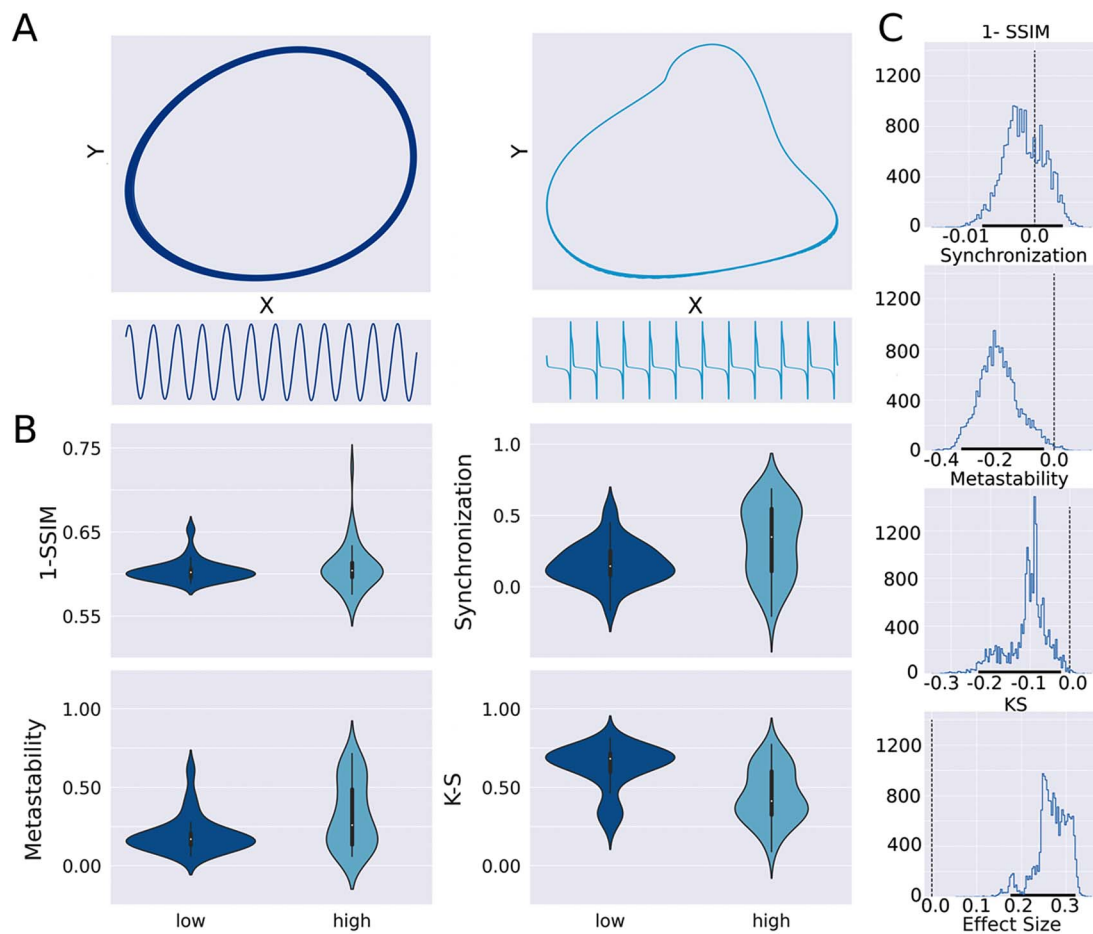 A
Y
X
Y
X
B
1-SSIM
0.75
0.65
0.55
Synchronization
1.0
0.5
0.0
Metastability
1.00
0.50
0.00
low
high
K-S
1.00
0.50
0.00
low
high
C
1- SSIM
1200
800
400
0
-0.01
0.0
Synchronization
1200
800
400
0
-0.4
-0.2
0.0
Metastability
1200
800
400
0
-0.3
-0.2
-0.1
0.0
KS
1200
800
400
0
0.0
0.1
0.2
0.3
Effect Size